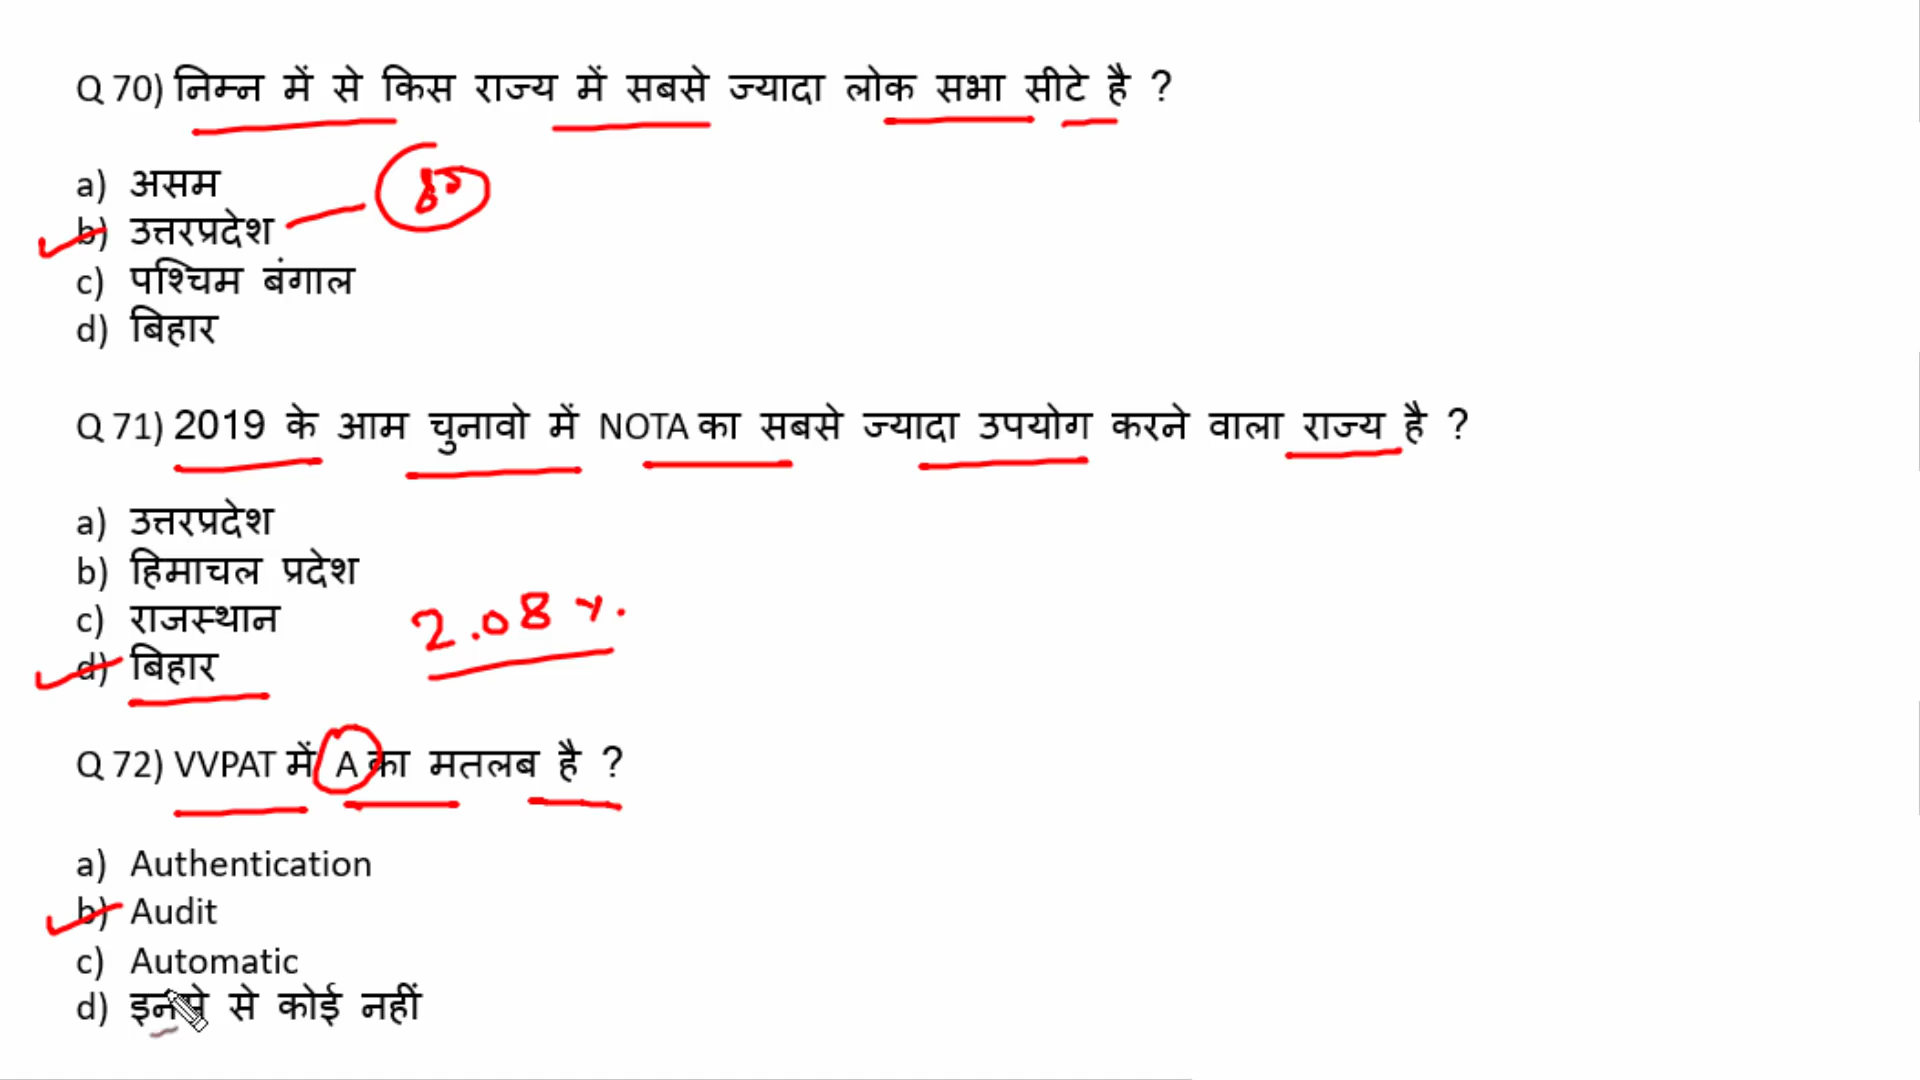 Q 70) निम्न में से किस राज्य में सबसे ज्यादा लोक सभा सीटे है ?
a) असम
b) उत्तरप्रदेश 80
c) पश्चिम बंगाल
d) बिहार
Q 71) 2019 के आम चुनावो में NOTA का सबसे ज्यादा उपयोग करने वाला राज्य है ?
a) उत्तरप्रदेश
b) हिमाचल प्रदेश
c) राजस्थान
2.08 %
d) बिहार
Q 72) VVPAT में A का मतलब है ?
a) Authentication
b) Audit
c) Automatic
d) से कोई नहीं